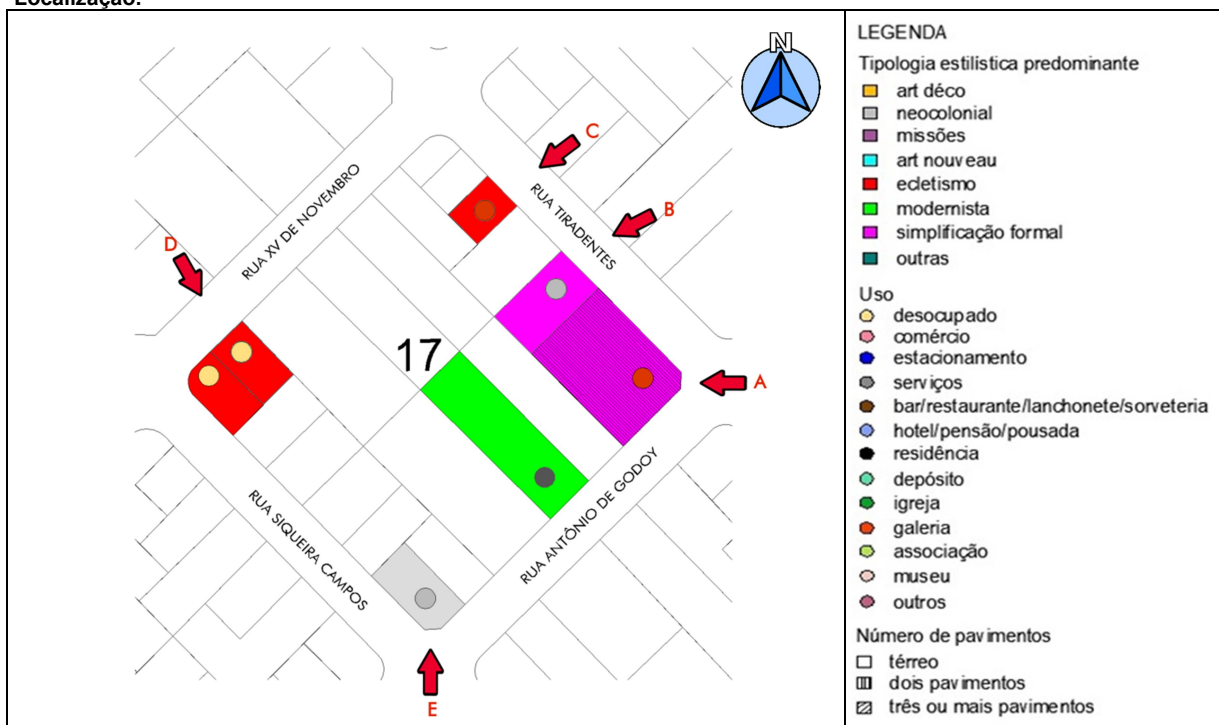 Localização:
N
C
RUA XV DE NOVEMBRO
RUA TIRADENTES
B
D
17
A
RUA SIQUEIRA CAMPOS
RUA ANTÔNIO DE GODOY
E
LEGENDA
Tipologia estilística predominante
art déco
neocolonial
missões
art nouveau
ecletismo
modernista
simplificação formal
outras
Uso
desocupado
comércio
estacionamento
serviços
bar/restaurante/lanchonete/sorveteria
hotel/pensão/pousada
residência
depósito
igreja
galeria
associação
museu
outros
Número de pavimentos
térreo
dois pavimentos
três ou mais pavimentos